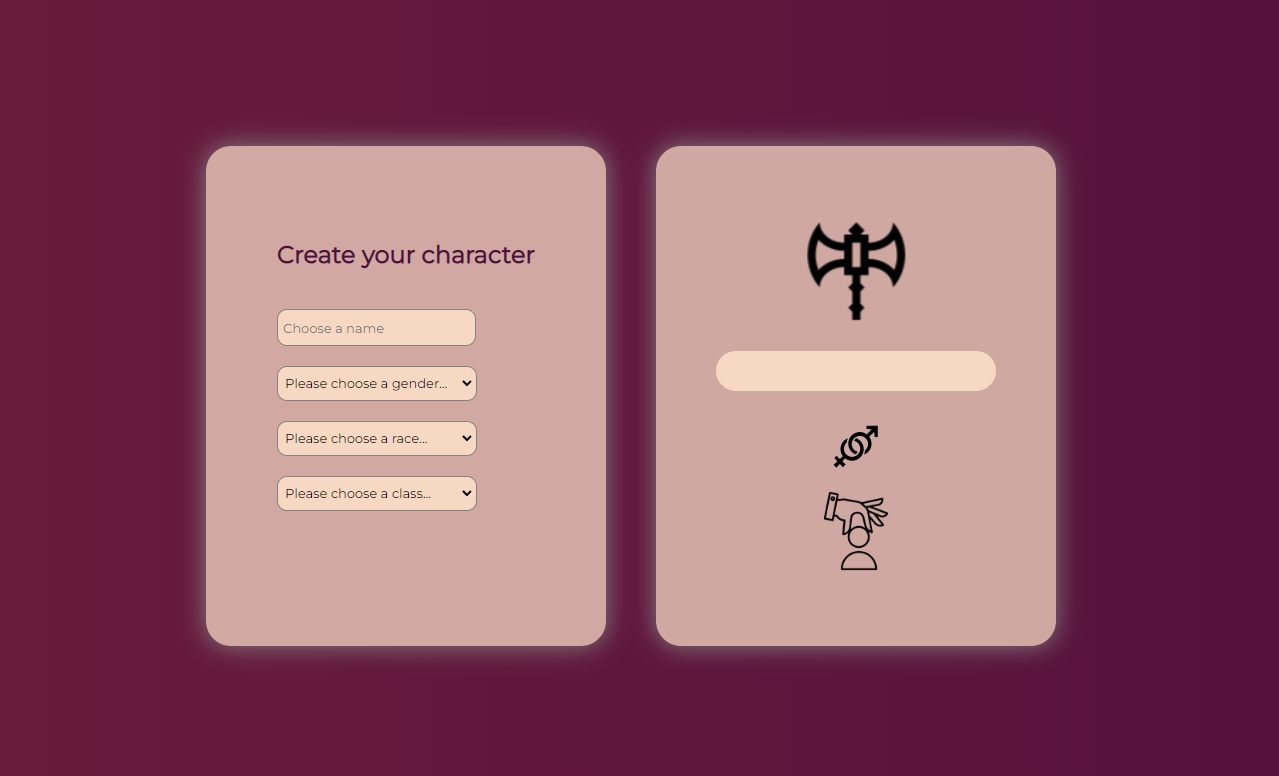 Create your character
Choose a name
Please choose a gender...
Please choose a race...
Please choose a class...